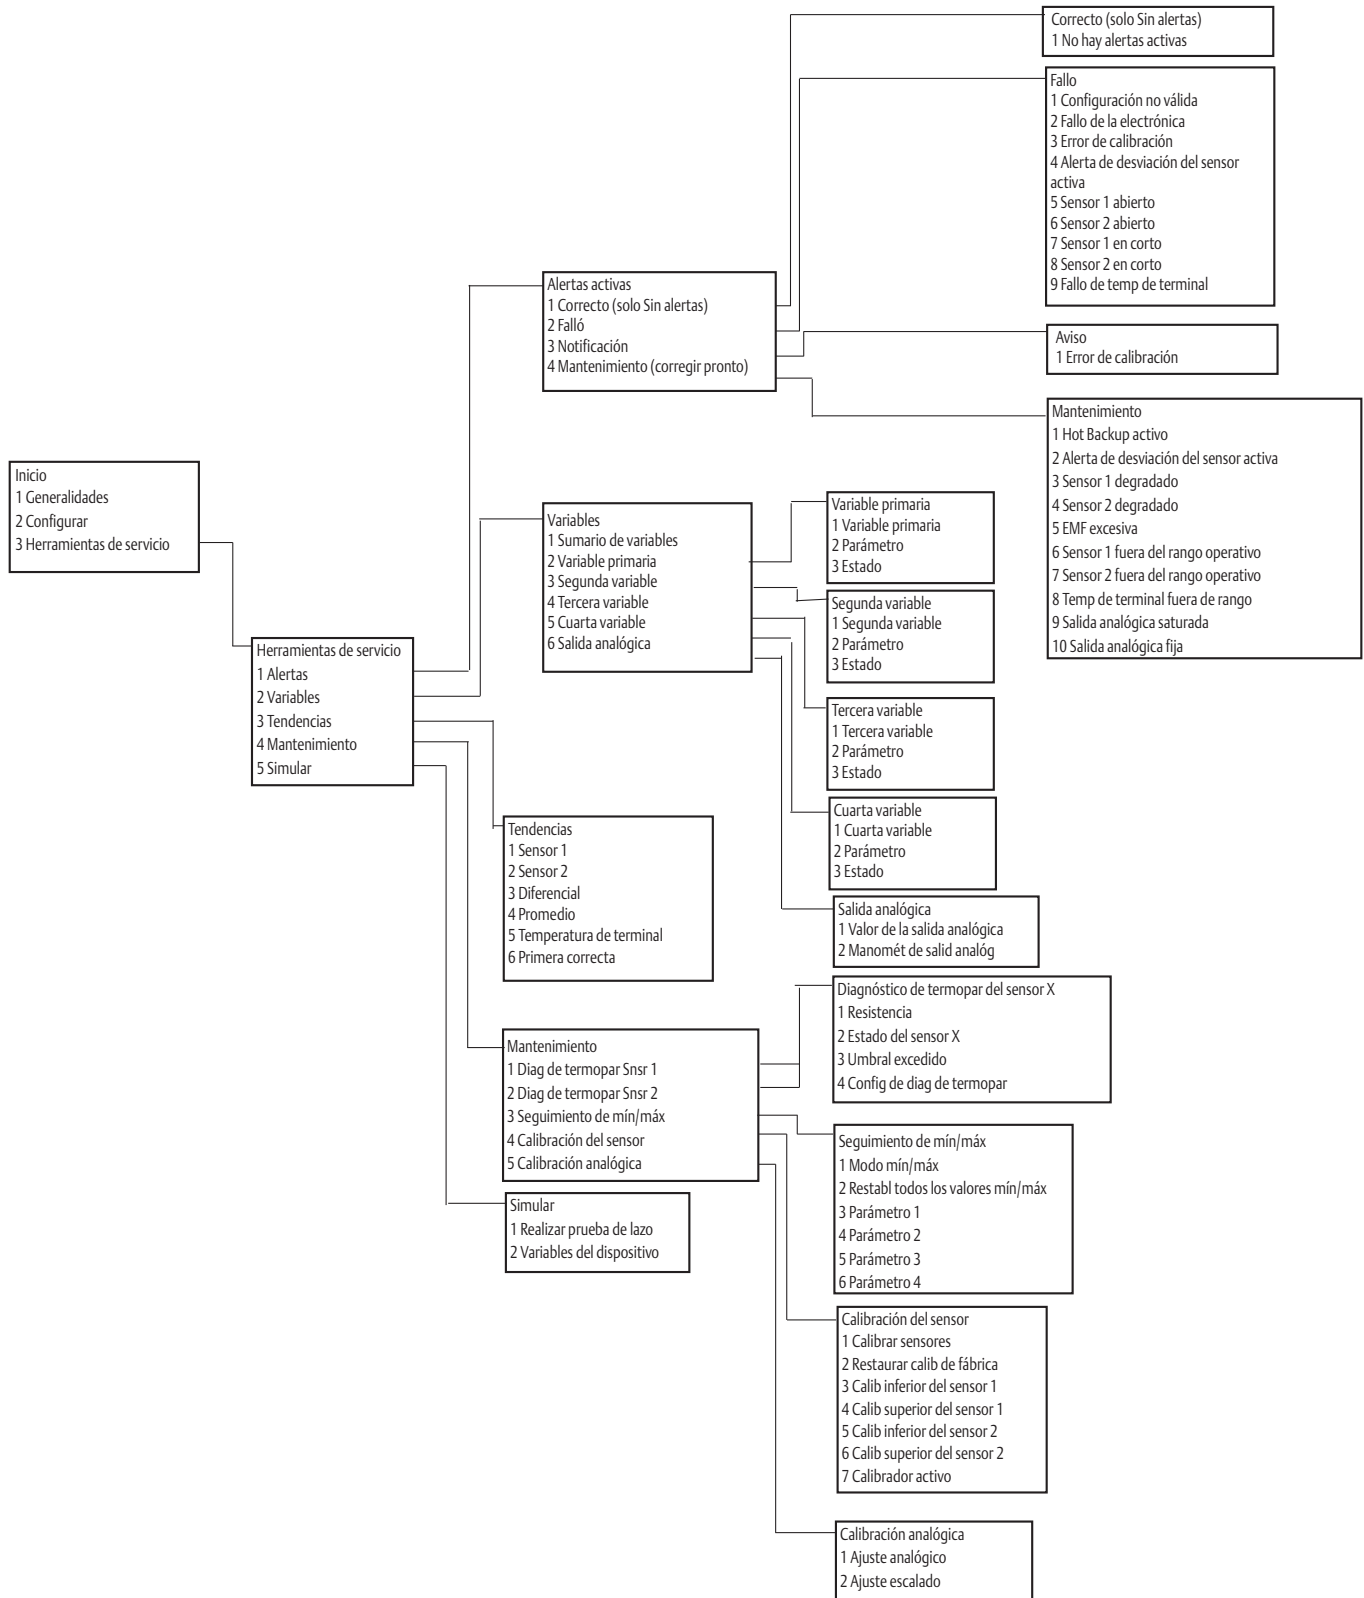 Inicio
1 Generalidades
2 Configurar
3 Herramientas de servicio
Herramientas de servicio
1 Alertas
2 Variables
3 Tendencias
4 Mantenimiento
5 Simular
Alertas activas
1 Correcto (solo Sin alertas)
2 Falló
3 Notificación
4 Mantenimiento (corregir pronto)
Variables
1 Sumario de variables
2 Variable primaria
3 Segunda variable
4 Tercera variable
5 Cuarta variable
6 Salida analógica
Tendencias
1 Sensor 1
2 Sensor 2
3 Diferencial
4 Promedio
5 Temperatura de terminal
6 Primera correcta
Mantenimiento
1 Diag de termopar Snsr 1
2 Diag de termopar Snsr 2
3 Seguimiento de mín/máx
4 Calibración del sensor
5 Calibración analógica
Simular
1 Realizar prueba de lazo
2 Variables del dispositivo
Correcto (solo Sin alertas)
1 No hay alertas activas
Fallo
1 Configuración no válida
2 Fallo de la electrónica
3 Error de calibración
4 Alerta de desviación del sensor
activa
5 Sensor 1 abierto
6 Sensor 2 abierto
7 Sensor 1 en corto
8 Sensor 2 en corto
9 Fallo de temp de terminal
Aviso
1 Error de calibración
Mantenimiento
1 Hot Backup activo
2 Alerta de desviación del sensor activa
3 Sensor 1 degradado
4 Sensor 2 degradado
5 EMF excesiva
6 Sensor 1 fuera del rango operativo
7 Sensor 2 fuera del rango operativo
8 Temp de terminal fuera de rango
9 Salida analógica saturada
10 Salida analógica fija
Variable primaria
1 Variable primaria
2 Parámetro
3 Estado
Segunda variable
1 Segunda variable
2 Parámetro
3 Estado
Tercera variable
1 Tercera variable
2 Parámetro
3 Estado
Cuarta variable
1 Cuarta variable
2 Parámetro
3 Estado
Salida analógica
1 Valor de la salida analógica
2 Manomét de salid analóg
Diagnóstico de termopar del sensor X
1 Resistencia
2 Estado del sensor X
3 Umbral excedido
4 Config de diag de termopar
Seguimiento de mín/máx
1 Modo mín/máx
2 Restabl todos los valores mín/máx
3 Parámetro 1
4 Parámetro 2
5 Parámetro 3
6 Parámetro 4
Calibración del sensor
1 Calibrar sensores
2 Restaurar calib de fábrica
3 Calib inferior del sensor 1
4 Calib superior del sensor 1
5 Calib inferior del sensor 2
6 Calib superior del sensor 2
7 Calibrador activo
Calibración analógica
1 Ajuste analógico
2 Ajuste escalado